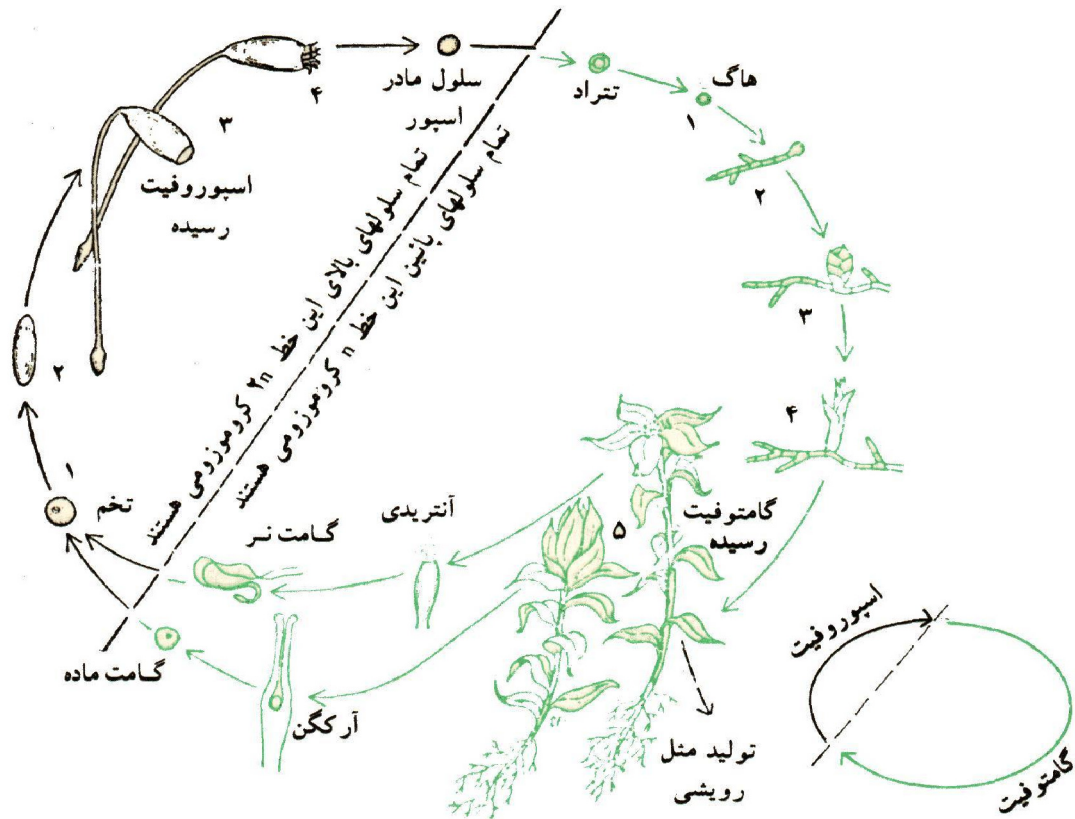 هاگ
تتراد
سلول مادر
اسپور
۴
۳
اسپوروفیت
رسیده
۲
۱
تخم
تمام سلولهای بالای این خط ۲n کروموزومی هستند
تمام سلولهای پائین این خط n کروموزومی هستند
۱
۲
۳
۴
گامتوفیت
رسیده
۵
آنتریدی
گامت نر
گامت ماده
آرکگن
تولید مثل
رویشی
اسپوروفیت
گامتوفیت